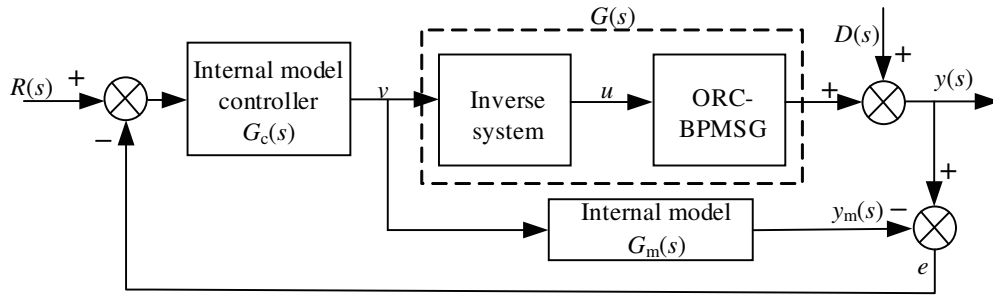 G(s)
D(s)
R(s)
+
−
Internal model
controller
Gc(s)
v
Inverse
system
u
ORC-
BPMSG
+
+
y(s)
+
Internal model
Gm(s)
ym(s)
−
e